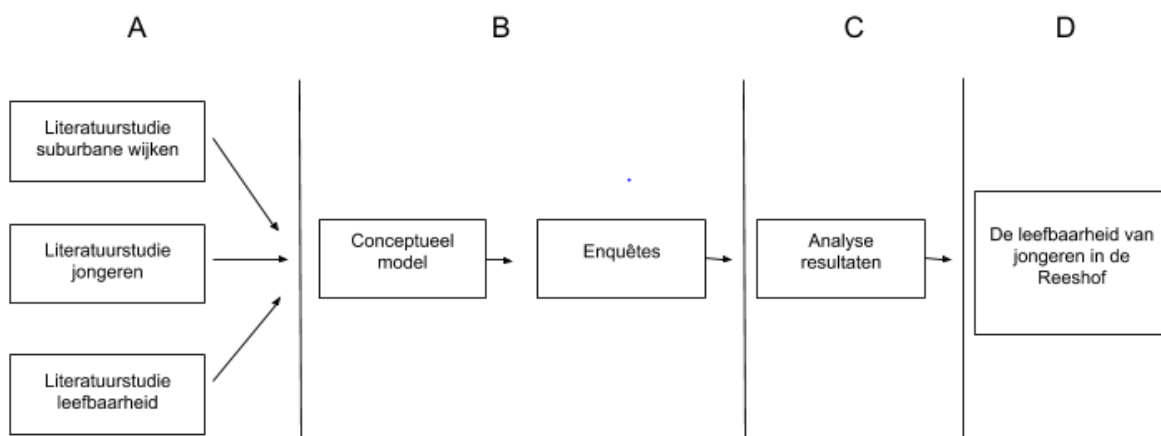 A
B
C
D
Literatuurstudie
suburbane wijken
Literatuurstudie
jongeren
Literatuurstudie
leefbaarheid
Conceptueel
model
Enquêtes
Analyse
resultaten
De leefbaarheid van
jongeren in de
Reeshof